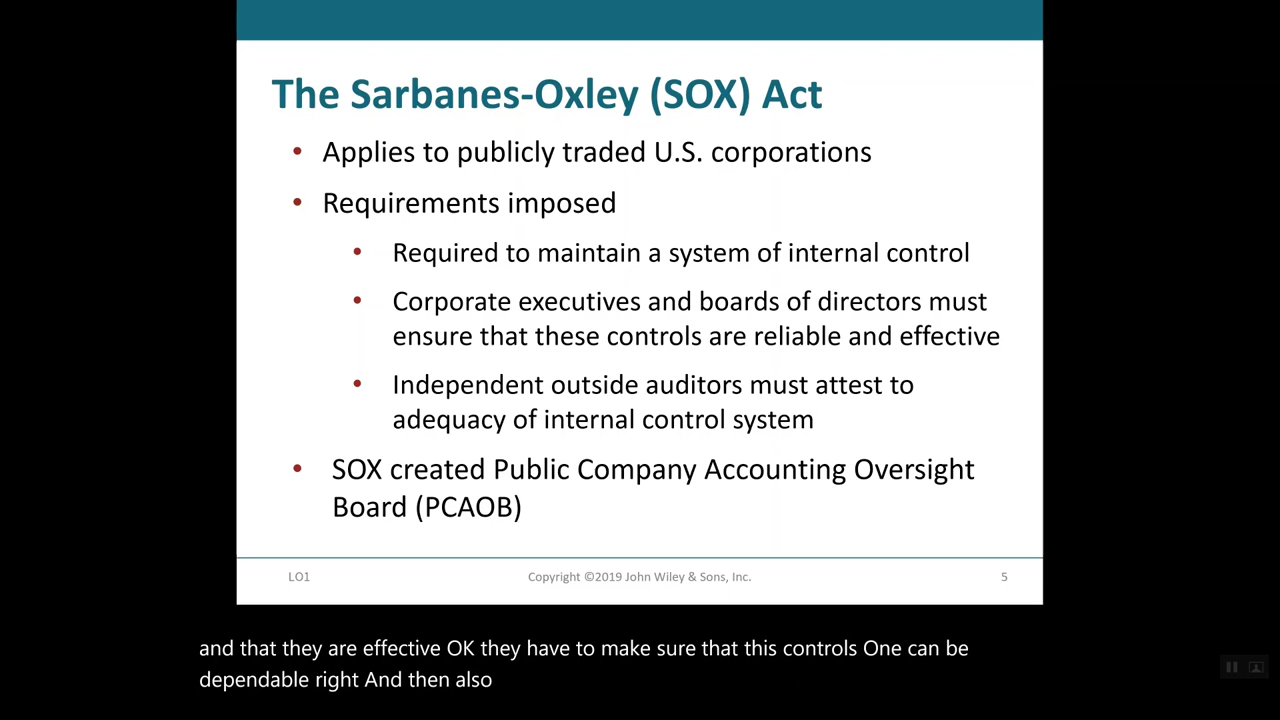 The Sarbanes-Oxley (SOX) Act
• Applies to publicly traded U.S. corporations
• Requirements imposed
• Required to maintain a system of internal control
• Corporate executives and boards of directors must
ensure that these controls are reliable and effective
• Independent outside auditors must attest to
adequacy of internal control system
• SOX created Public Company Accounting Oversight
Board (PCAOB)
LO1 Copyright ©2019 John Wiley & Sons, Inc. 5
and that they are effective OK they have to make sure that this controls One can be
dependable right And then also